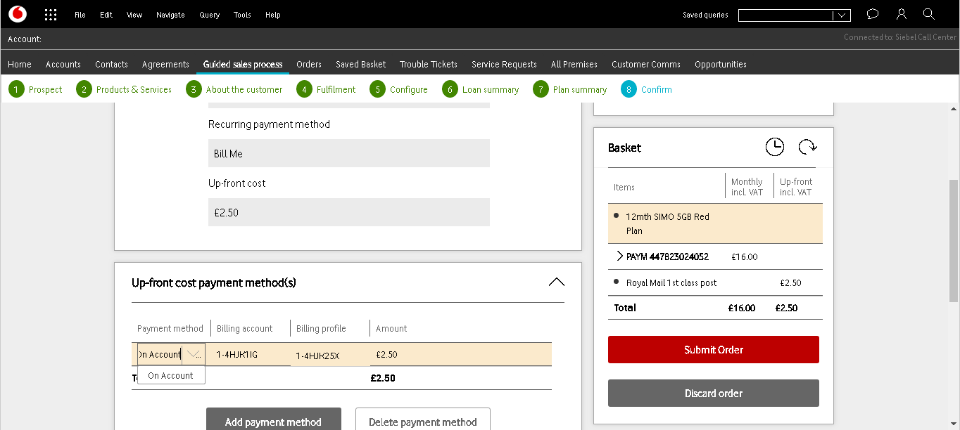 File Edit View Navigate Query Tools Help Saved queries
Account: Connected to: Siebel Call Center
Home Accounts Contacts Agreements Guided sales process Orders Saved Basket Trouble Tickets Service Requests All Premises Customer Comms Opportunities
1 Prospect 2 Products & Services 3 About the customer 4 Fulfilment 5 Configure 6 Loan summary 7 Plan summary 8 Confirm
Recurring payment method
Bill Me
Up-front cost
£2.50
Up-front cost payment method(s)
Payment method Billing account Billing profile Amount
On Account 1-4HJK1IG 1-4HJK25X £2.50
On Account
£2.50
Add payment method Delete payment method
Basket
Items Monthly incl. VAT Up-front incl. VAT
12mth SIMO 5GB Red
Plan
PAYM 447823024052 £16.00
Royal Mail 1st class post £2.50
Total £16.00 £2.50
Submit Order
Discard order